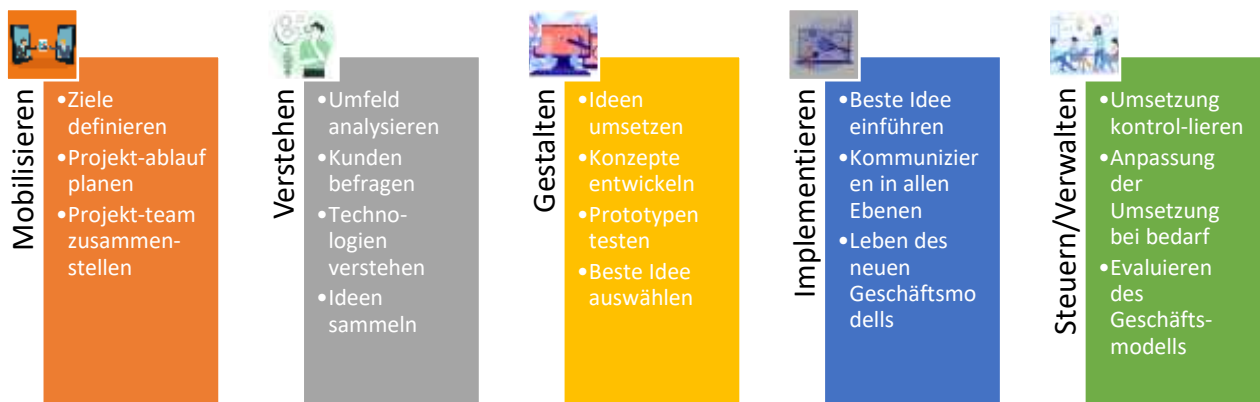 Mobilisieren
•Ziele
definieren
•Projekt-ablauf
planen
•Projekt-team
zusammen-
stellen
Verstehen
•Umfeld
analysieren
•Kunden
befragen
•Techno-
logien
verstehen
•Ideen
sammeln
Gestalten
•Ideen
umsetzen
•Konzepte
entwickeln
•Prototypen
testen
•Beste Idee
auswählen
Implementieren
•Beste Idee
einführen
•Kommunizier
en in allen
Ebenen
•Leben des
neuen
Geschäftsmo
dells
Steuern/Verwalten
•Umsetzung
kontrol-lieren
•Anpassung
der
Umsetzung
bei bedarf
•Evaluieren
des
Geschäfts-
modells